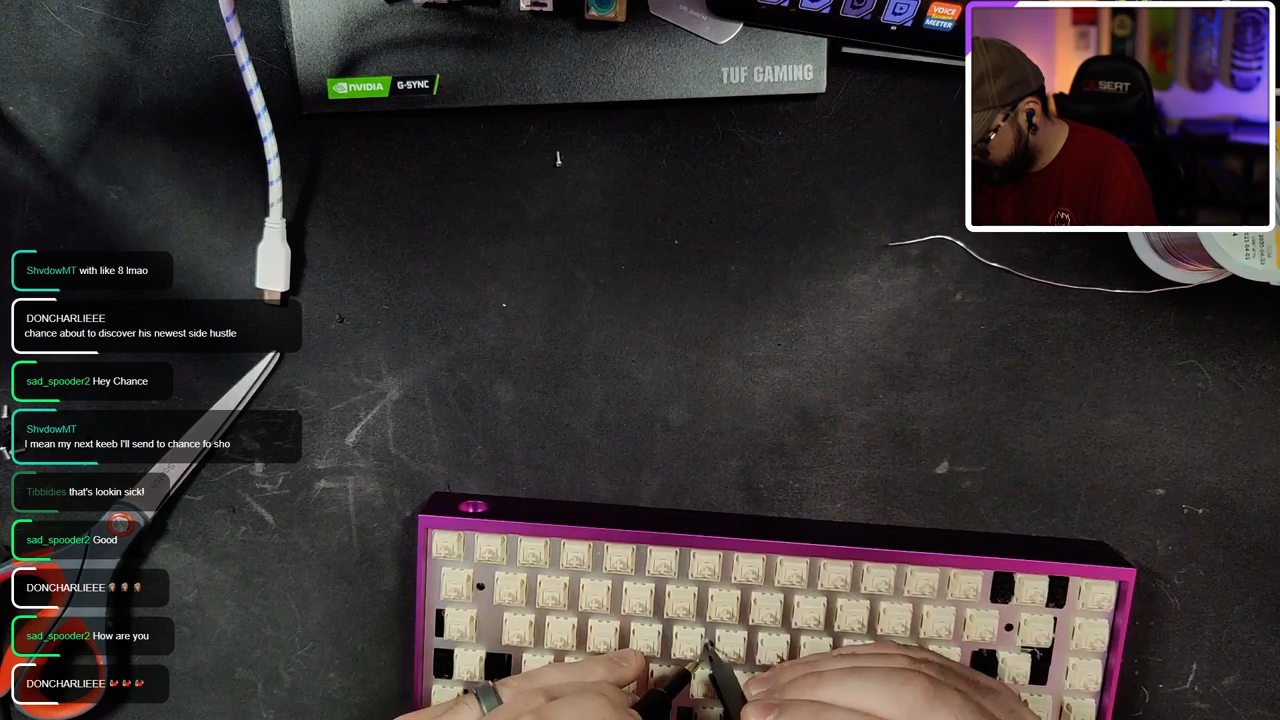 NVIDIA G-SYNC
TUF GAMING
VOICE
MEETER
SERT
ShvdowMT with like 8 lmao
DONCHARLIEEE
chance about to discover his newest side hustle
sad_spooder2 Hey Chance
ShvdowMT
I mean my next keeb I'll send to chance fo sho
Tibbidies that's lookin sick!
sad_spooder2 Good
DONCHARLIEEE
sad_spooder2 How are you
DONCHARLIEEE